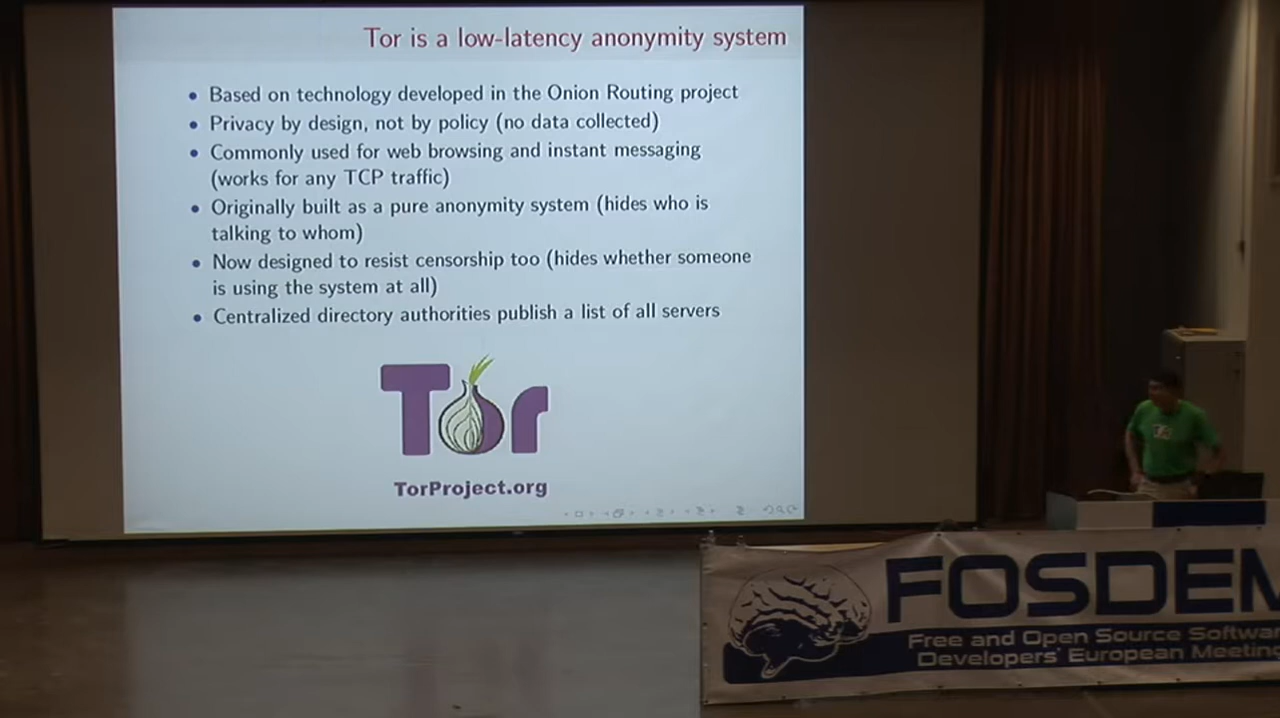 Tor is a low-latency anonymity system
• Based on technology developed in the Onion Routing project
• Privacy by design, not by policy (no data collected)
• Commonly used for web browsing and instant messaging
(works for any TCP traffic)
• Originally built as a pure anonymity system (hides who is
talking to whom)
• Now designed to resist censorship too (hides whether someone
is using the system at all)
• Centralized directory authorities publish a list of all servers
Tor
TorProject.org
FOSDEM
Free and Open Source Softwa
Developers' European Meeting